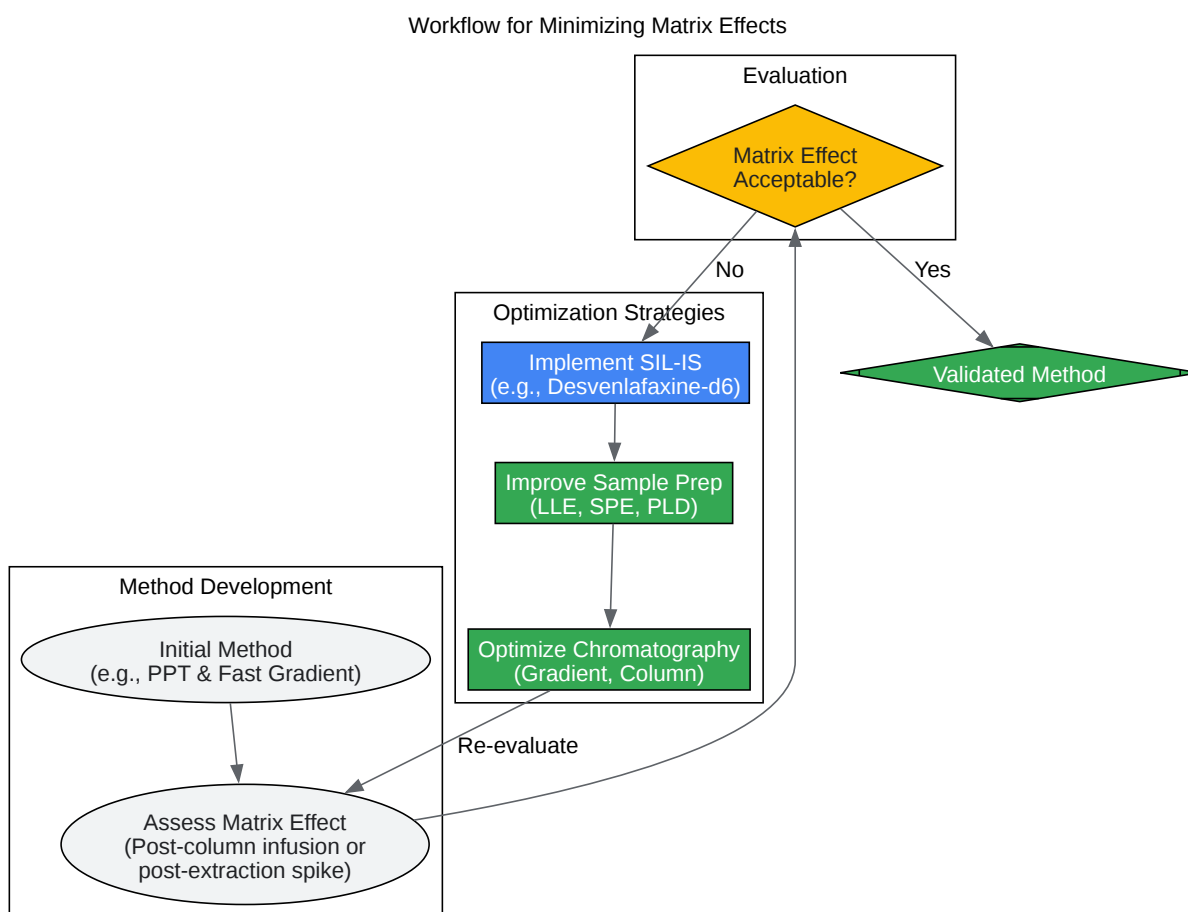 Workflow for Minimizing Matrix Effects
Evaluation
Matrix Effect
Acceptable?
No
Yes
Optimization Strategies
Implement SIL-IS
(e.g., Desvenlafaxine-d6)
Validated Method
Improve Sample Prep
(LLE, SPE, PLD)
Method Development
Initial Method
(e.g., PPT & Fast Gradient)
Optimize Chromatography
(Gradient, Column)
Re-evaluate
Assess Matrix Effect
(Post-column infusion or
post-extraction spike)